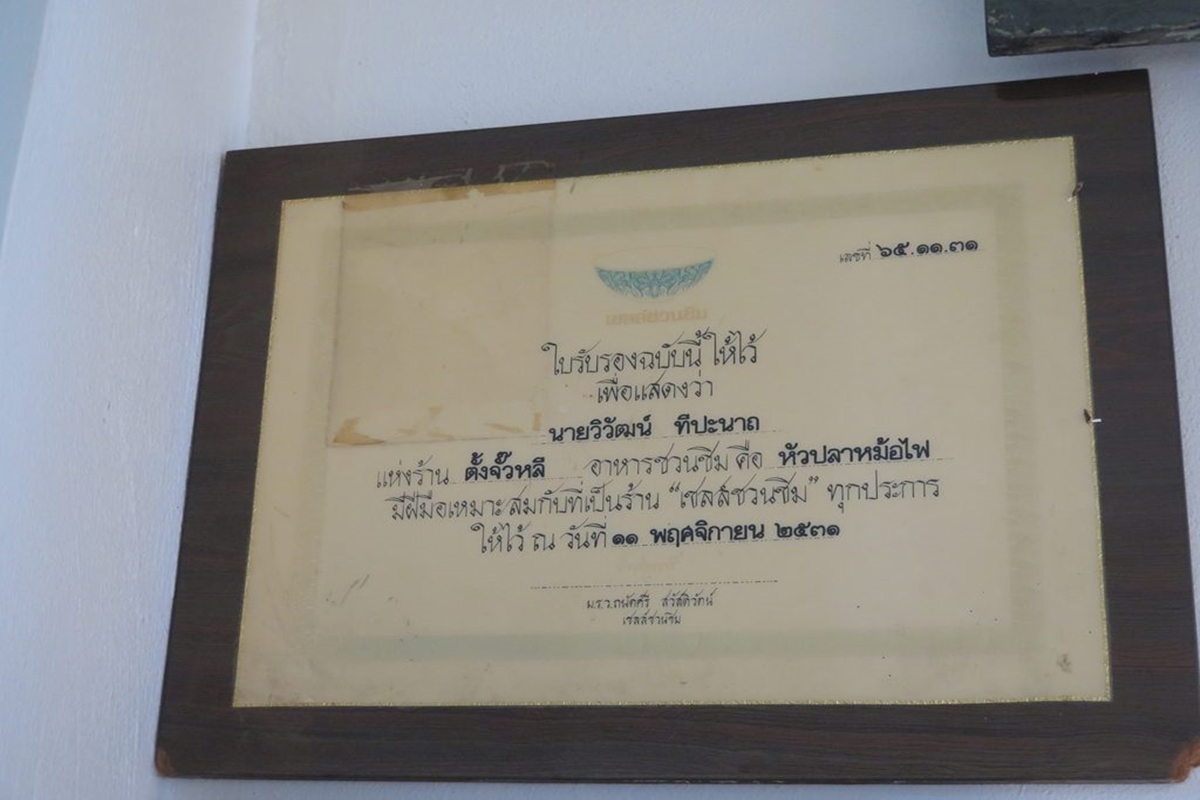 เลขที่ ๖๕.๑๑.๓๑
ใบรับรองฉบับนี้ ให้ไว้
เพื่อแสดงว่า
นายวิวัฒน์ ทีปะนาถ
แห่งร้าน ตั้งจั๊วหลี อาหารชวนชิม คือ หัวปลาหม้อไฟ
มีฝีมือเหมาะสมกับที่เป็นร้าน “เชลล์ชวนชิม” ทุกประการ
ให้ไว้ ณ วันที่ ๑๑ พฤศจิกายน ๒๕๓๑
ม.ร.ว.ถนัดศรี สวัสดิวัตน์
เชลล์ชวนชิม